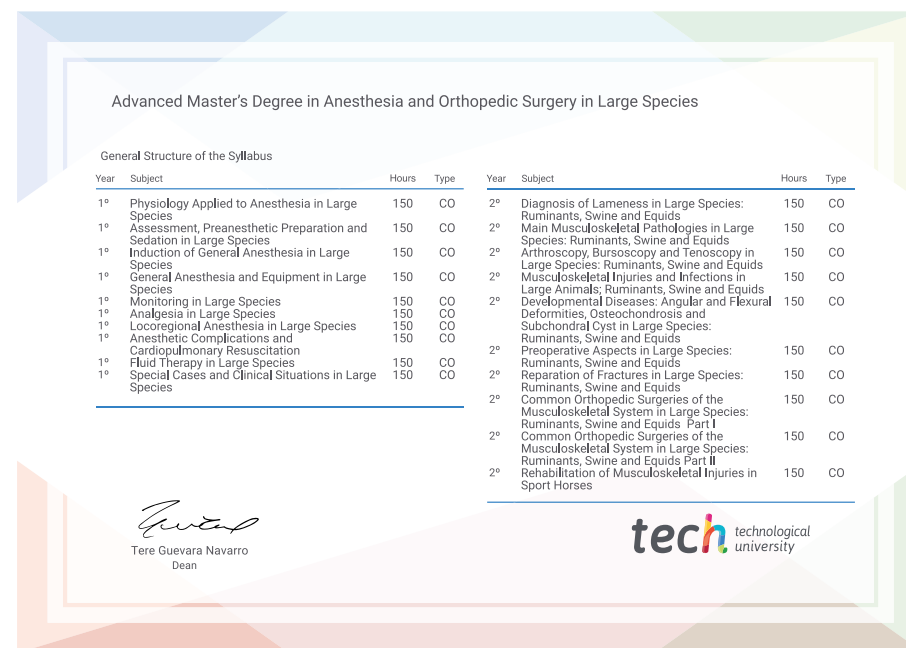 Advanced Master's Degree in Anesthesia and Orthopedic Surgery in Large Species
General Structure of the Syllabus
Year Subject Hours Type
1º Physiology Applied to Anesthesia in Large 150 CO
Species
1º Assessment, Preanesthetic Preparation and 150 CO
Sedation in Large Species
1º Induction of General Anesthesia in Large 150 CO
Species
1º General Anesthesia and Equipment in Large 150 CO
Species
1º Monitoring in Large Species 150 CO
1º Analgesia in Large Species 150 CO
1º Locoregional Anesthesia in Large Species 150 CO
1º Anesthetic Complications and 150 CO
Cardiopulmonary Resuscitation
1º Fluid Therapy in Large Species 150 CO
1º Special Cases and Clinical Situations in Large 150 CO
Species
Year Subject Hours Type
2º Diagnosis of Lameness in Large Species: 150 CO
Ruminants, Swine and Equids
2º Main Musculoskeletal Pathologies in Large 150 CO
Species: Ruminants, Swine and Equids
2º Arthroscopy, Bursoscopy and Tenoscopy in 150 CO
Large Species: Ruminants, Swine and Equids
2º Musculoskeletal Injuries and Infections in 150 CO
Large Animals; Ruminants, Swine and Equids
2º Developmental Diseases: Angular and Flexural 150 CO
Deformities, Osteochondrosis and
Subchondral Cyst in Large Species:
Ruminants, Swine and Equids
2º Preoperative Aspects in Large Species: 150 CO
Ruminants, Swine and Equids
2º Reparation of Fractures in Large Species: 150 CO
Ruminants, Swine and Equids
2º Common Orthopedic Surgeries of the 150 CO
Musculoskeletal System in Large Species:
Ruminants, Swine and Equids Part I
2º Common Orthopedic Surgeries of the 150 CO
Musculoskeletal System in Large Species:
Ruminants, Swine and Equids Part II
2º Rehabilitation of Musculoskeletal Injuries in 150 CO
Sport Horses
Tere Guevara Navarro
Dean
tech technological
university